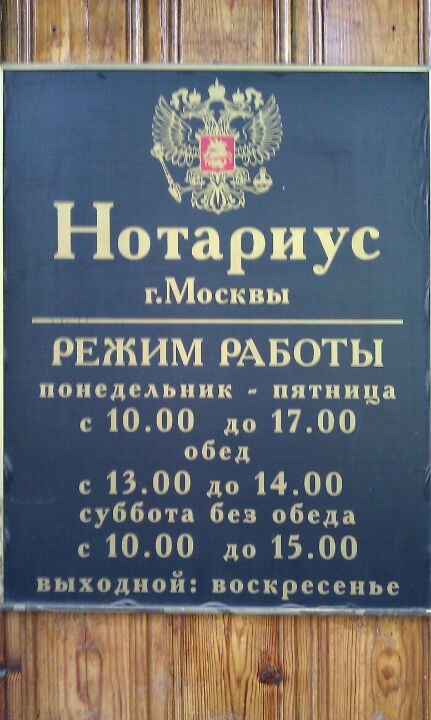 Нотариус
г.Москвы
РЕЖИМ РАБОТЫ
понедельник - пятница
с 10.00 до 17.00
обед
с 13.00 до 14.00
суббота без обеда
с 10.00 до 15.00
выходной: воскресенье